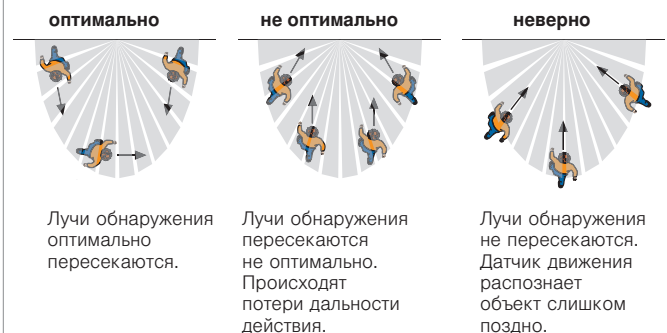 оптимально
не оптимально
неверно
Лучи обнаружения
оптимально
пересекаются.
Лучи обнаружения
пересекаются
не оптимально.
Происходят
потери дальности
действия.
Лучи обнаружения
не пересекаются.
Датчик движения
распознает
объект слишком
поздно.